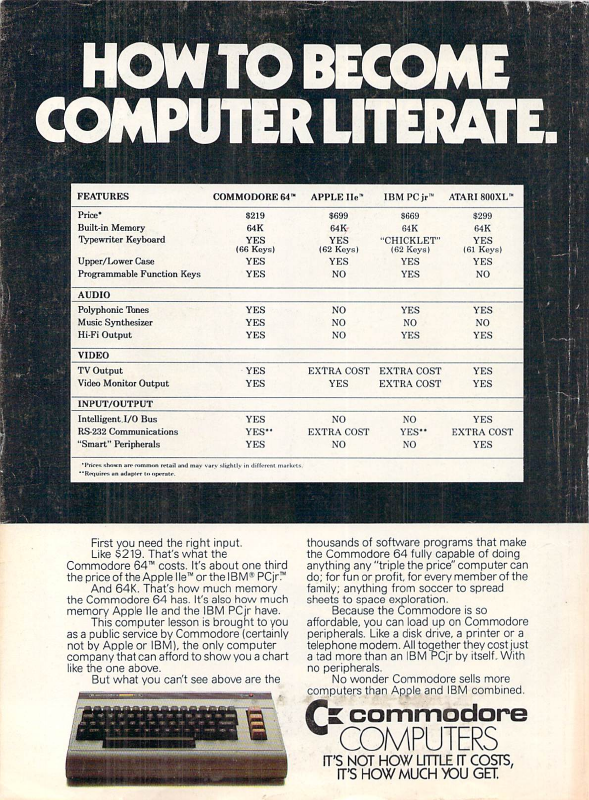 HOW TO BECOME
COMPUTER LITERATE.
FEATURES COMMODORE 64™ APPLE IIe™ IBM PC jr™ ATARI 800XL™
Price* $219 $699 $669 $299
Built-in Memory 64K 64K 64K 64K
Typewriter Keyboard YES YES "CHICKLET" YES
(66 Keys) (62 Keys) (62 Keys) (61 Keys)
Upper/Lower Case YES YES YES YES
Programmable Function Keys YES NO YES NO
AUDIO
Polyphonic Tones YES NO YES YES
Music Synthesizer YES NO NO NO
Hi-Fi Output YES NO YES YES
VIDEO
TV Output YES EXTRA COST EXTRA COST YES
Video Monitor Output YES YES EXTRA COST YES
INPUT/OUTPUT
Intelligent I/O Bus YES NO NO YES
RS-232 Communications YES** EXTRA COST YES** EXTRA COST
"Smart" Peripherals YES NO NO YES
*Prices shown are common retail and may vary slightly in different markets.
**Requires an adapter to operate.
First you need the right input.
Like $219. That's what the
Commodore 64™ costs. It's about one third
the price of the Apple IIe™ or the IBM® PCjr.™
And 64K. That's how much memory
the Commodore 64 has. It's also how much
memory Apple IIe and the IBM PCjr have.
This computer lesson is brought to you
as a public service by Commodore (certainly
not by Apple or IBM), the only computer
company that can afford to show you a chart
like the one above.
But what you can't see above are the
thousands of software programs that make
the Commodore 64 fully capable of doing
anything any "triple the price" computer can
do; for fun or profit, for every member of the
family; anything from soccer to spread
sheets to space exploration.
Because the Commodore is so
affordable, you can load up on Commodore
peripherals. Like a disk drive, a printer or a
telephone modem. All together they cost just
a tad more than an IBM PCjr by itself. With
no peripherals.
No wonder Commodore sells more
computers than Apple and IBM combined.
commodore
COMPUTERS
IT'S NOT HOW LITTLE IT COSTS,
IT'S HOW MUCH YOU GET.